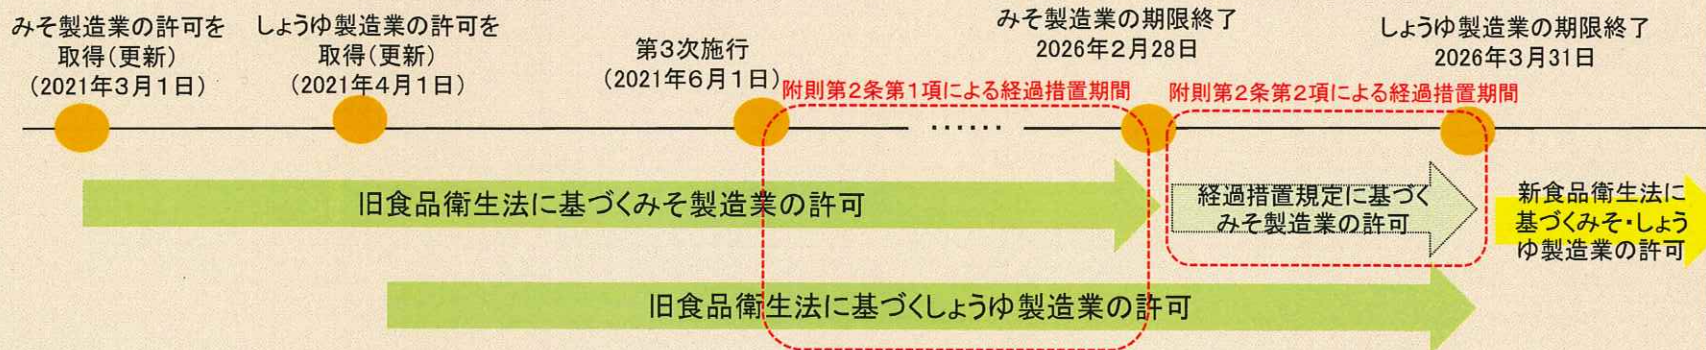 みそ製造業の許可を
取得(更新)
(2021年3月1日)
しょうゆ製造業の許可を
取得(更新)
(2021年4月1日)
第3次施行
(2021年6月1日)
みそ製造業の期限終了
2026年2月28日
しょうゆ製造業の期限終了
2026年3月31日
附則第2条第1項による経過措置期間
附則第2条第2項による経過措置期間
……
旧食品衛生法に基づくみそ製造業の許可
経過措置規定に基づく
みそ製造業の許可
新食品衛生法に
基づくみそ・しょう
ゆ製造業の許可
旧食品衛生法に基づくしょうゆ製造業の許可